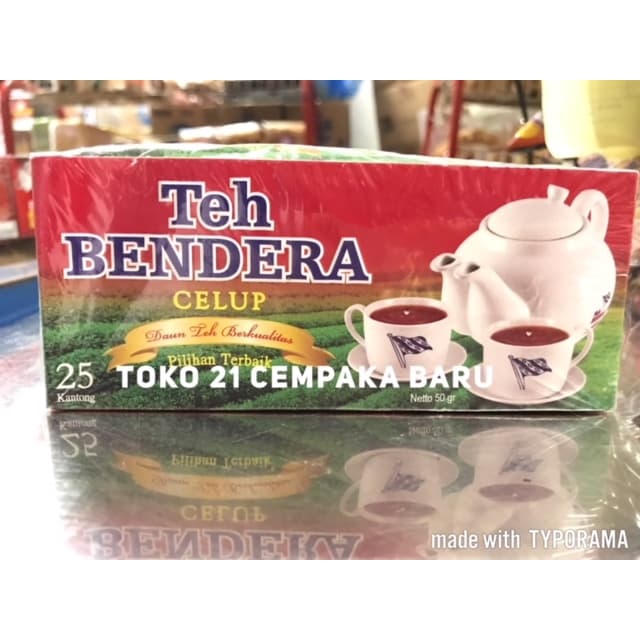 Teh
BENDERA
CELUP
Daun Teh Berkualitas
Pilihan Terbaik
25
Kantong
TOKO 21 CEMPAKA BARU
Netto 50 gr
made with TYPORAMA